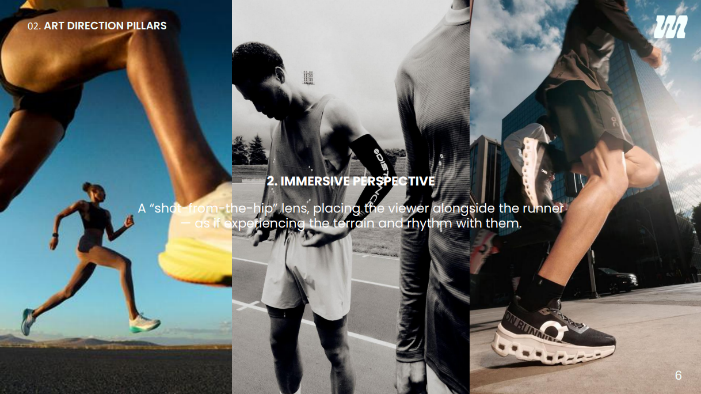 02. ART DIRECTION PILLARS
2. IMMERSIVE PERSPECTIVE
A “shot-from-the-hip” lens, placing the viewer alongside the runner
— as if experiencing the terrain and rhythm with them.
ASICS
6